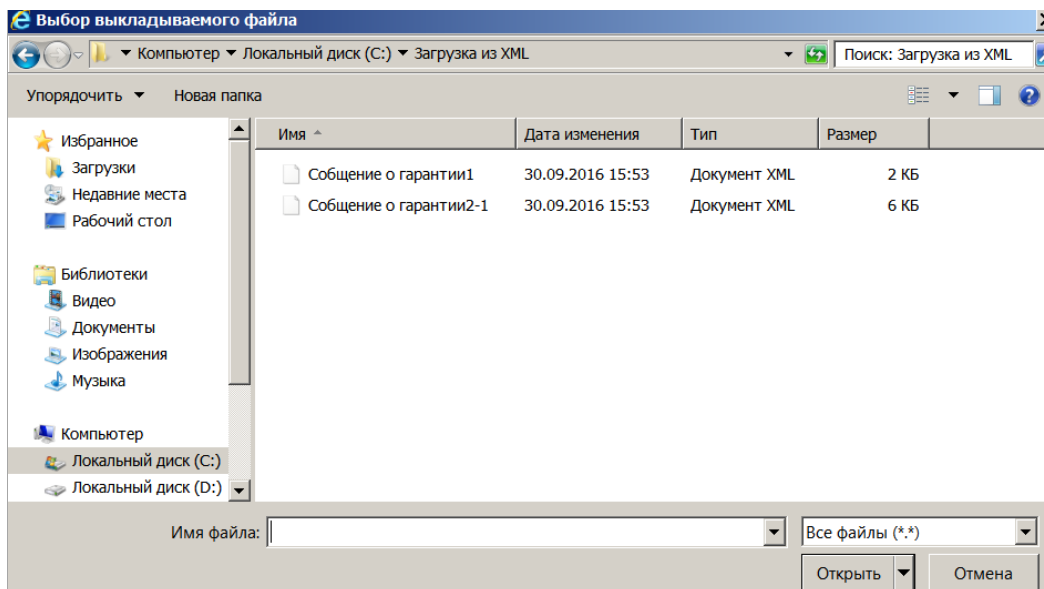 Выбор выкладываемого файла
Компьютер Локальный диск (C:) Загрузка из XML Поиск: Загрузка из XML
Упорядочить Новая папка
Избранное
Загрузки
Недавние места
Рабочий стол
Библиотеки
Видео
Документы
Изображения
Музыка
Компьютер
Локальный диск (C:)
Локальный диск (D:)
Имя Дата изменения Тип Размер
Собщение о гарантии1 30.09.2016 15:53 Документ XML 2 КБ
Собщение о гарантии2-1 30.09.2016 15:53 Документ XML 6 КБ
Имя файла: Все файлы (*.*)
Открыть Отмена